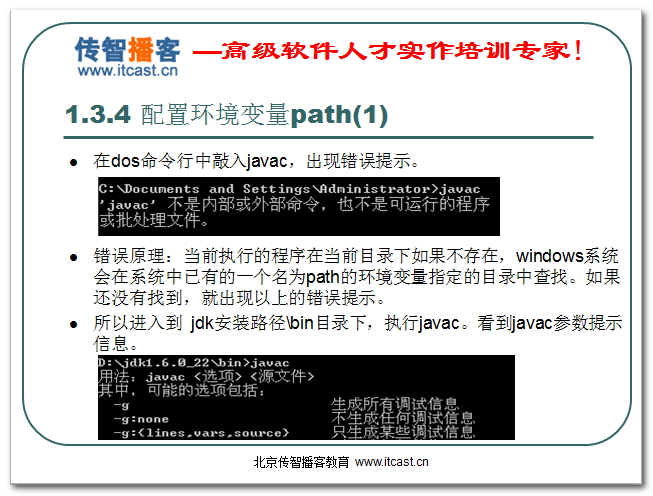 传智播客 —高级软件人才实作培训专家!
www.itcast.cn
1.3.4 配置环境变量path(1)
在dos命令行中敲入javac，出现错误提示。
C:\Documents and Settings\Administrator>javac
'javac' 不是内部或外部命令，也不是可运行的程序
或批处理文件。
错误原理：当前执行的程序在当前目录下如果不存在，windows系统
会在系统中已有的一个名为path的环境变量指定的目录中查找。如果
还没有找到，就出现以上的错误提示。
所以进入到 jdk安装路径\bin目录下，执行javac。看到javac参数提示
信息。
D:\jdk1.6.0_22\bin>javac
用法：javac <选项> <源文件>
其中，可能的选项包括：
-g 生成所有调试信息
-g:none 不生成任何调试信息
-g:{lines,vars,source} 只生成某些调试信息
北京传智播客教育 www.itcast.cn